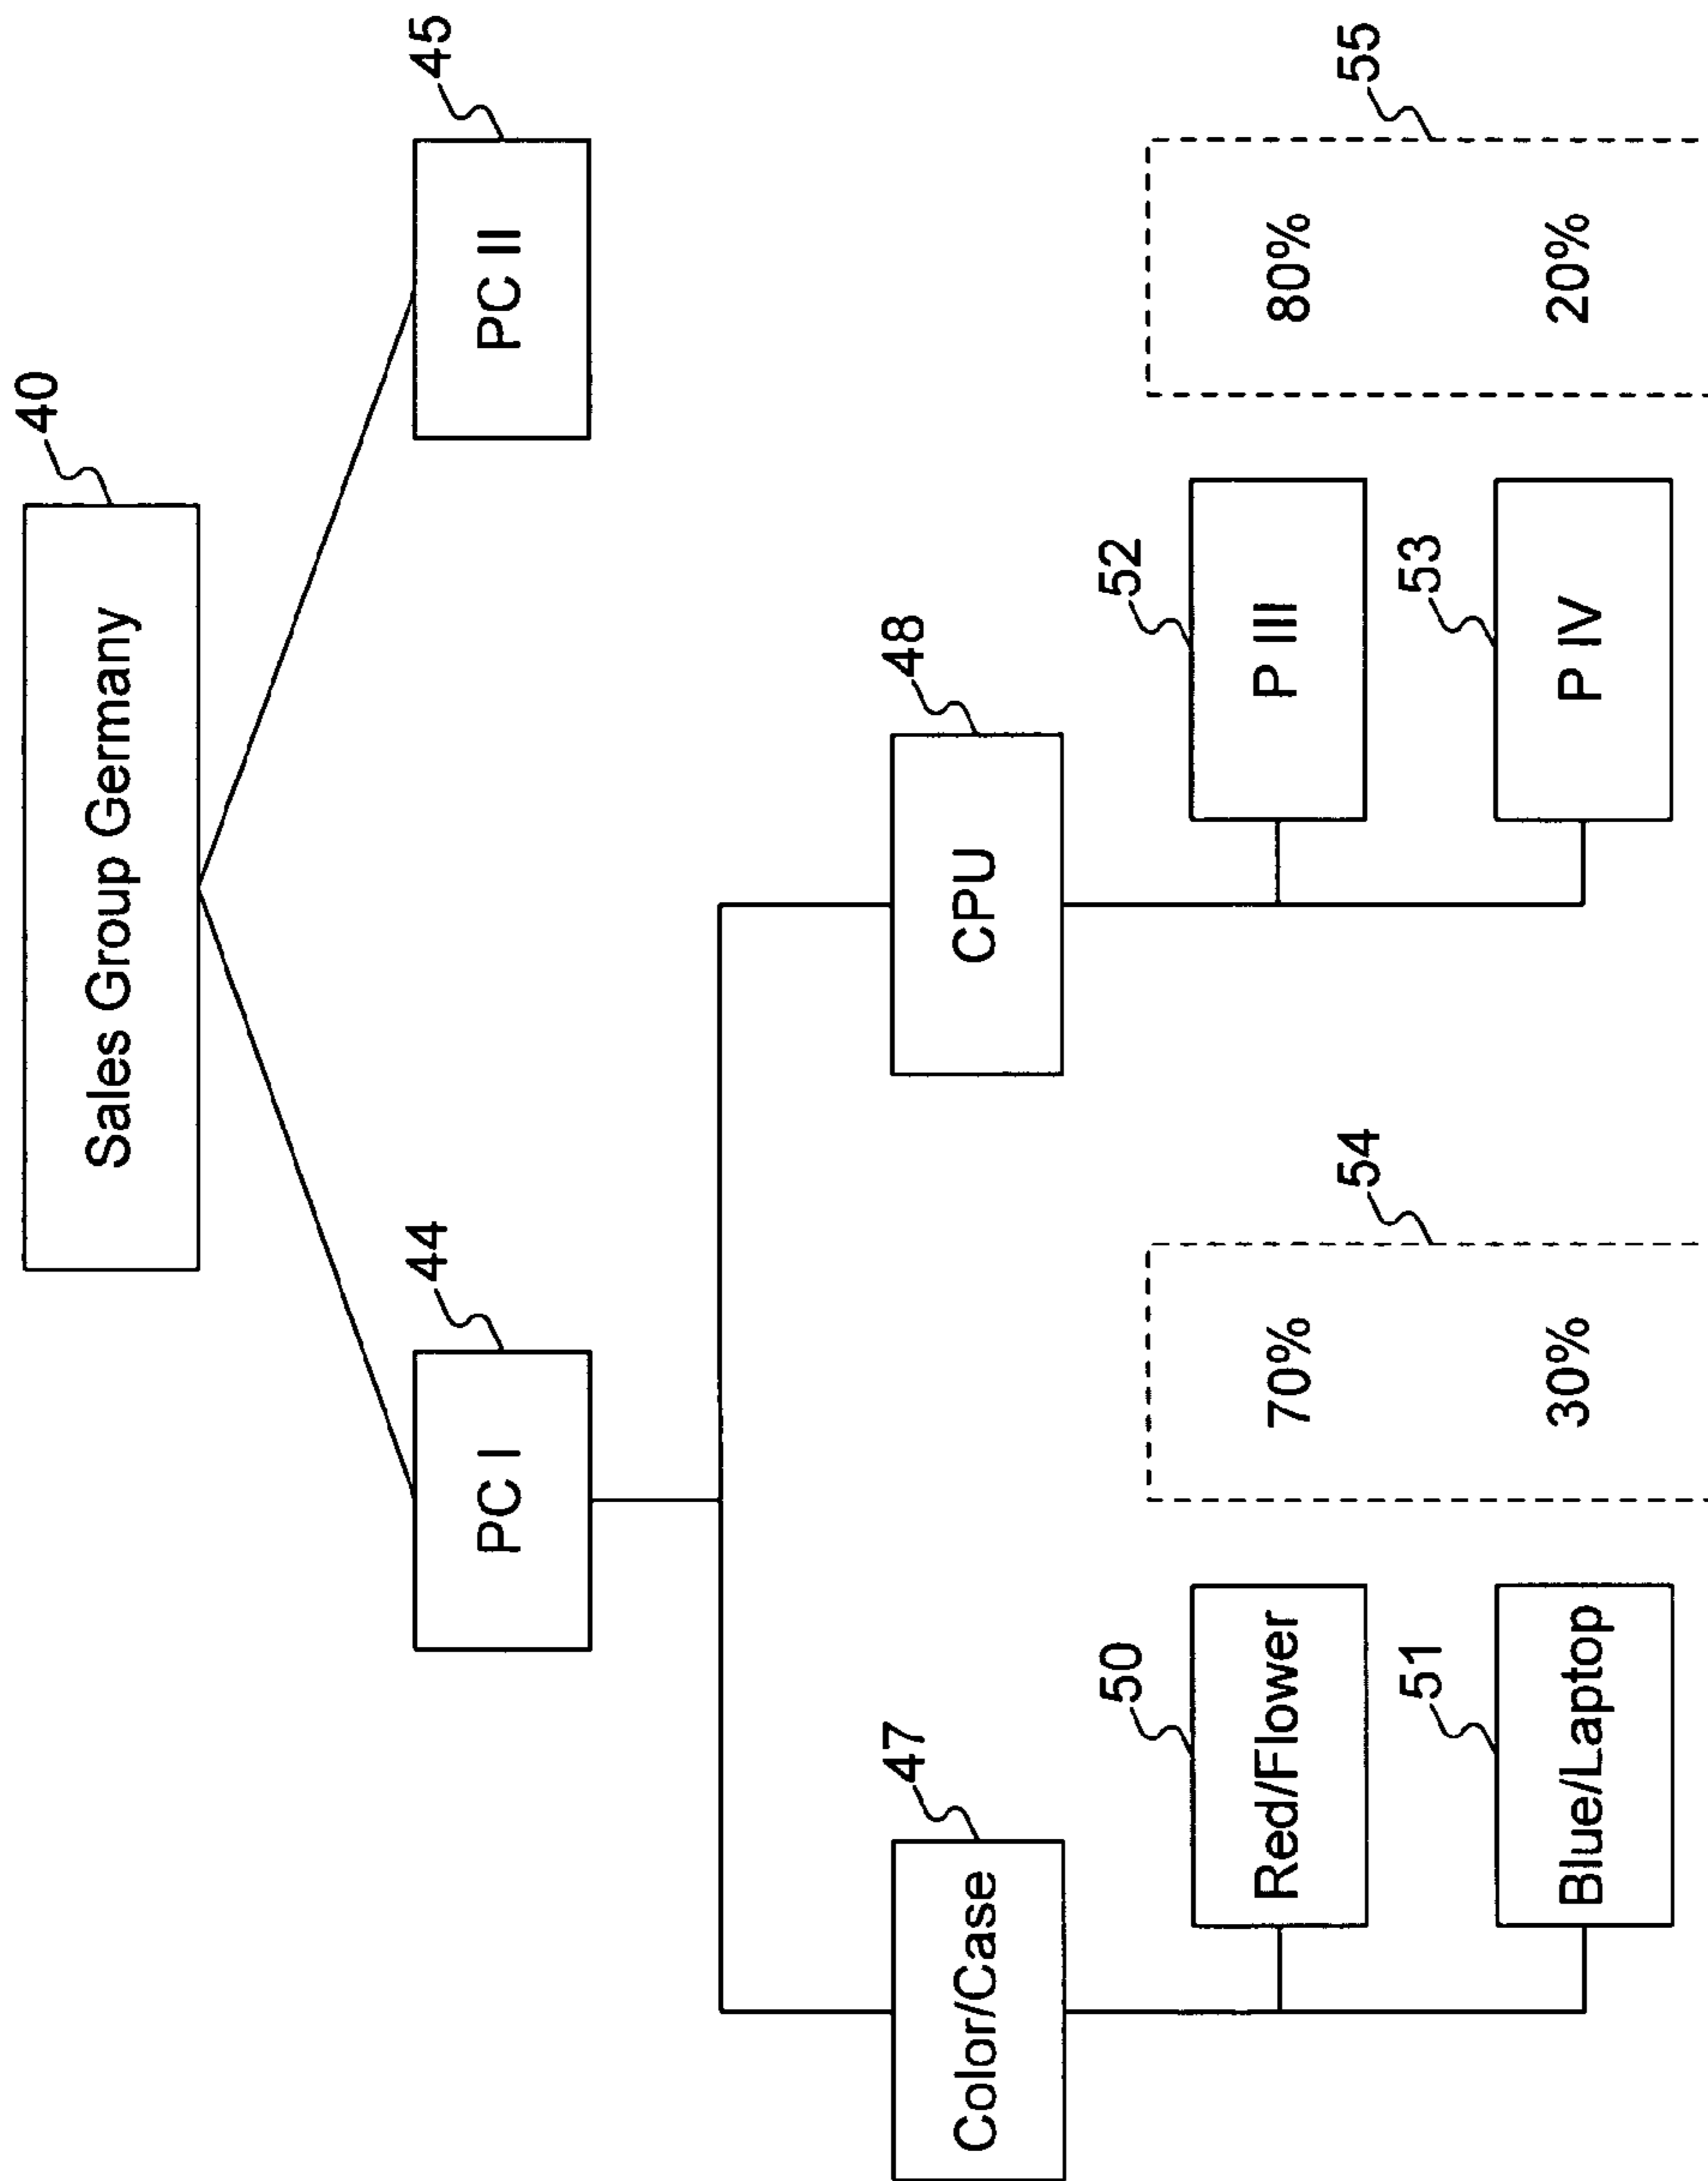 40
Sales Group Germany
44
45
PC I
PC II
47
48
Color/Case
CPU
50
54
52
55
Red/Flower
70%
P III
80%
51
53
Blue/Laptop
30%
P IV
20%